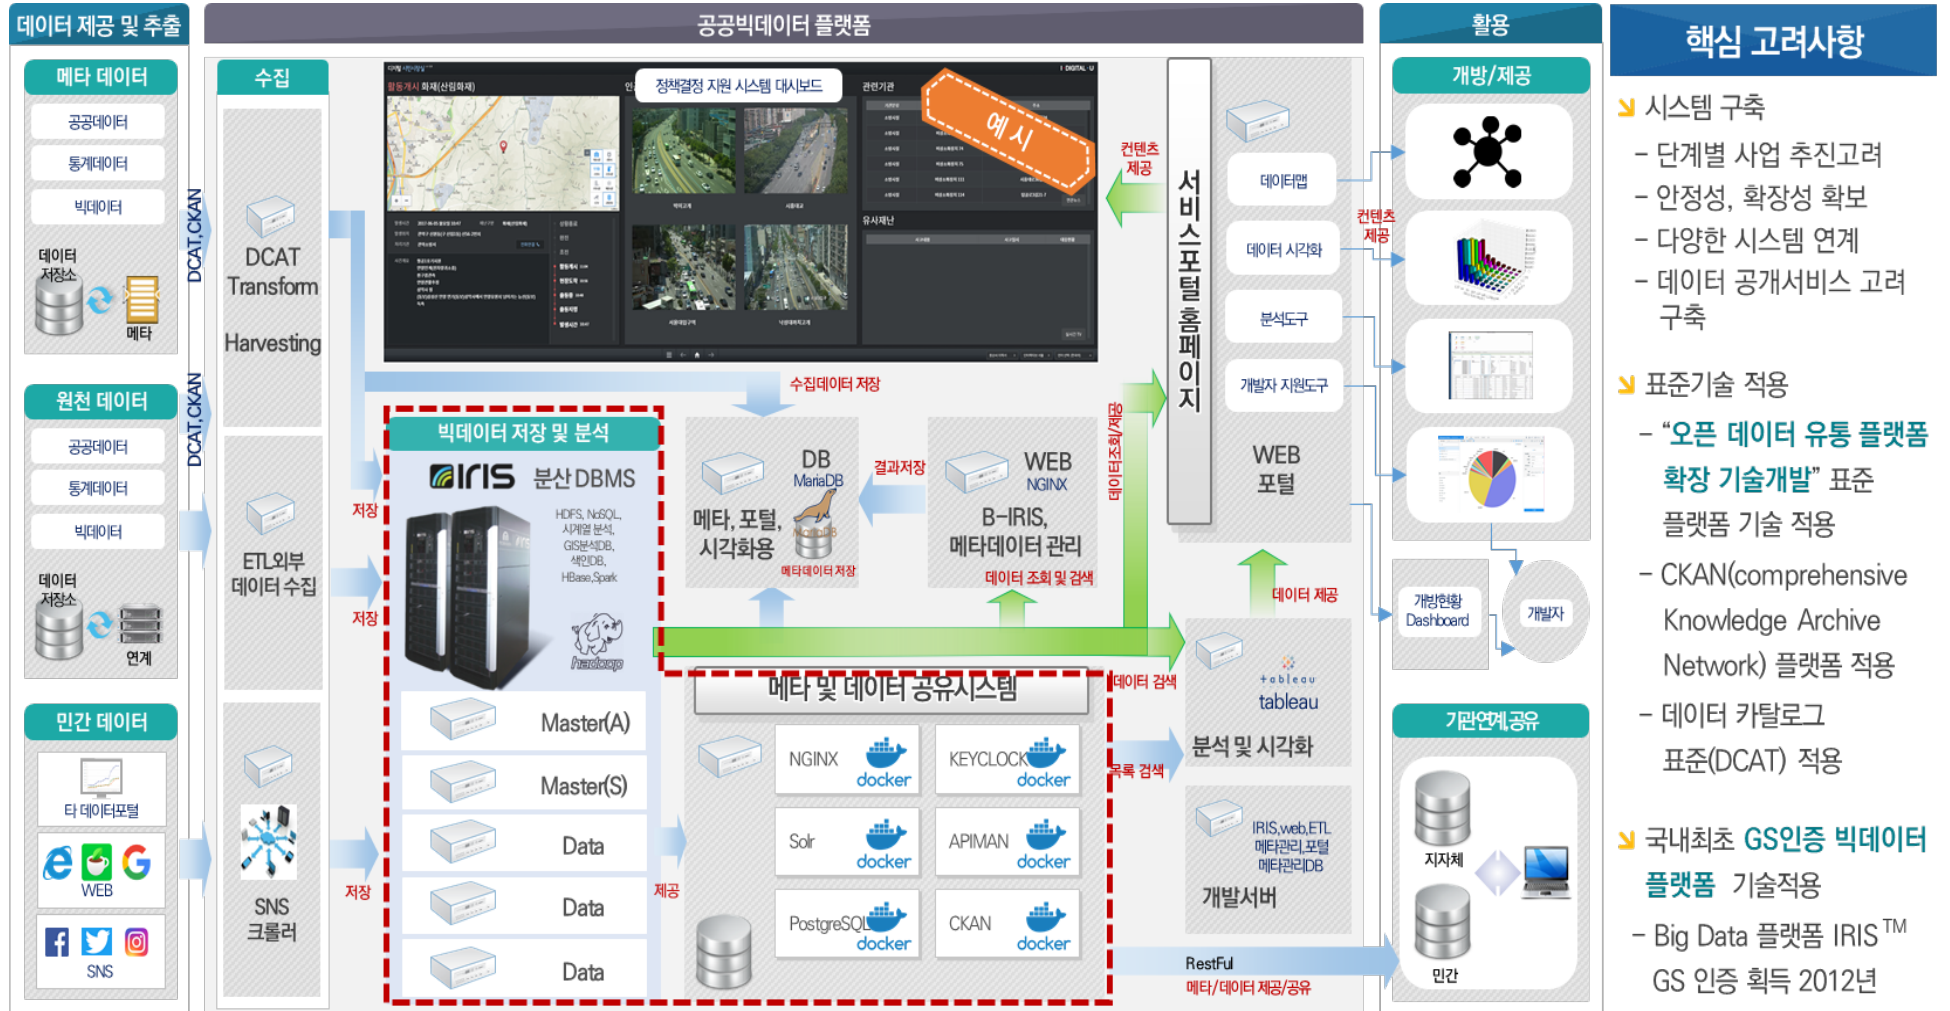 데이터 제공 및 추출
메타 데이터
공공데이터
통계데이터
빅데이터
데이터
저장소
메타
원천 데이터
공공데이터
통계데이터
빅데이터
데이터
저장소
연계
민간 데이터
타 데이터포털
WEB
SNS
DCAT,CKAN
DCAT,CKAN
공공빅데이터 플랫폼
수집
DCAT
Transform
Harvesting
ETL외부
데이터 수집
SNS
크롤러
저장
저장
저장
활동개시 화재(산림화재)
정책결정 지원 시스템 대시보드
관련기관
유사재난
I DIGITAL U
예시
컨텐츠
제공
수집데이터 저장
빅데이터 저장 및 분석
IRIS 분산 DBMS
HDFS, NoSQL,
시계열 분석,
GIS분석DB,
색인DB,
HBase,Spark
hadoop
Master(A)
Master(S)
Data
Data
Data
제공
DB
MariaDB
메타, 포털,
시각화용
메타데이터 저장
결과저장
WEB
NGINX
B-IRIS,
메타데이터 관리
데이터 조회 및 검색
데이터조회/제공
메타 및 데이터 공유시스템
NGINX
docker
KEYCLOCK
docker
Solr
docker
APIMAN
docker
PostgreSQL
docker
CKAN
docker
서비스포털 홈페이지
데이터맵
데이터 시각화
분석도구
개발자 지원도구
WEB
포털
데이터 제공
데이터 검색
목록 검색
+ableau
tableau
분석 및 시각화
IRIS,web,ETL
메타관리,포털
메타관리DB
개발서버
RestFul
메타/데이터 제공/공유
활용
개방/제공
컨텐츠
제공
개방현황
Dashboard
개발자
기관연계,공유
지자체
민간
핵심 고려사항
시스템 구축
- 단계별 사업 추진고려
- 안정성, 확장성 확보
- 다양한 시스템 연계
- 데이터 공개서비스 고려
구축
표준기술 적용
- “오픈 데이터 유통 플랫폼
확장 기술개발” 표준
플랫폼 기술 적용
- CKAN(comprehensive
Knowledge Archive
Network) 플랫폼 적용
- 데이터 카탈로그
표준(DCAT) 적용
국내최초 GS인증 빅데이터
플랫폼 기술적용
- Big Data 플랫폼 IRIS TM
GS 인증 획득 2012년